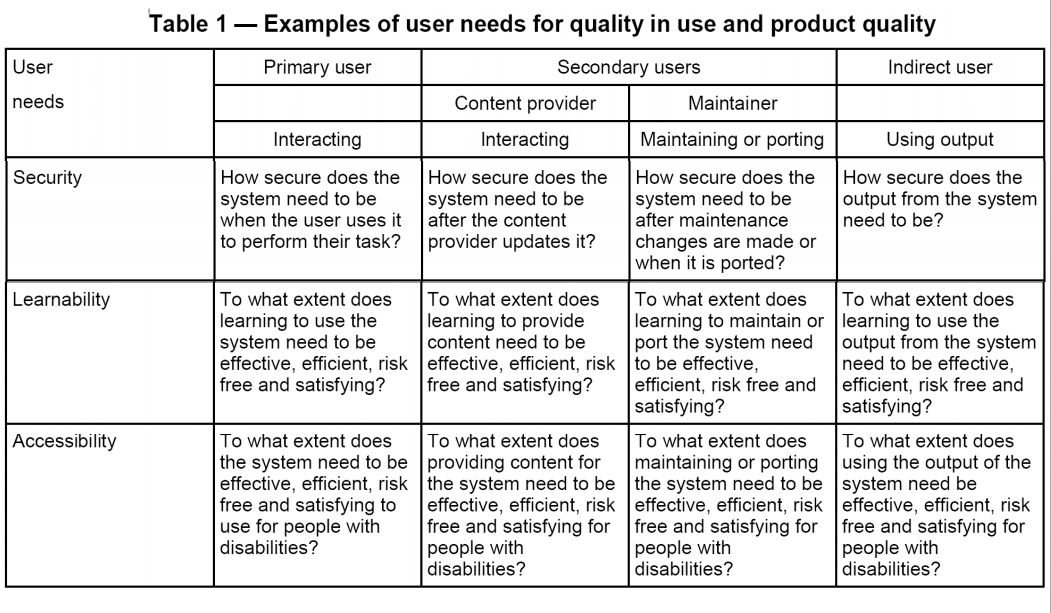 Table 1 — Examples of user needs for quality in use and product quality
User
needs
Primary user
Secondary users
Indirect user
Content provider
Maintainer
Interacting
Interacting
Maintaining or porting
Using output
Security
How secure does the
system need to be
when the user uses it
to perform their task?
How secure does the
system need to be
after the content
provider updates it?
How secure does the
system need to be
after maintenance
changes are made or
when it is ported?
How secure does the
output from the system
need to be?
Learnability
To what extent does
learning to use the
system need to be
effective, efficient, risk
free and satisfying?
To what extent does
learning to provide
content need to be
effective, efficient, risk
free and satisfying?
To what extent does
learning to maintain or
port the system need
to be effective,
efficient, risk free and
satisfying?
To what extent does
learning to use the
output from the system
need to be effective,
efficient, risk free and
satisfying?
Accessibility
To what extent does
the system need to be
effective, efficient, risk
free and satisfying to
use for people with
disabilities?
To what extent does
providing content for
the system need to be
effective, efficient, risk
free and satisfying for
people with
disabilities?
To what extent does
maintaining or porting
the system need to be
effective, efficient, risk
free and satisfying for
people with
disabilities?
To what extent does
using the output of the
system need be
effective, efficient, risk
free and satisfying for
people with
disabilities?